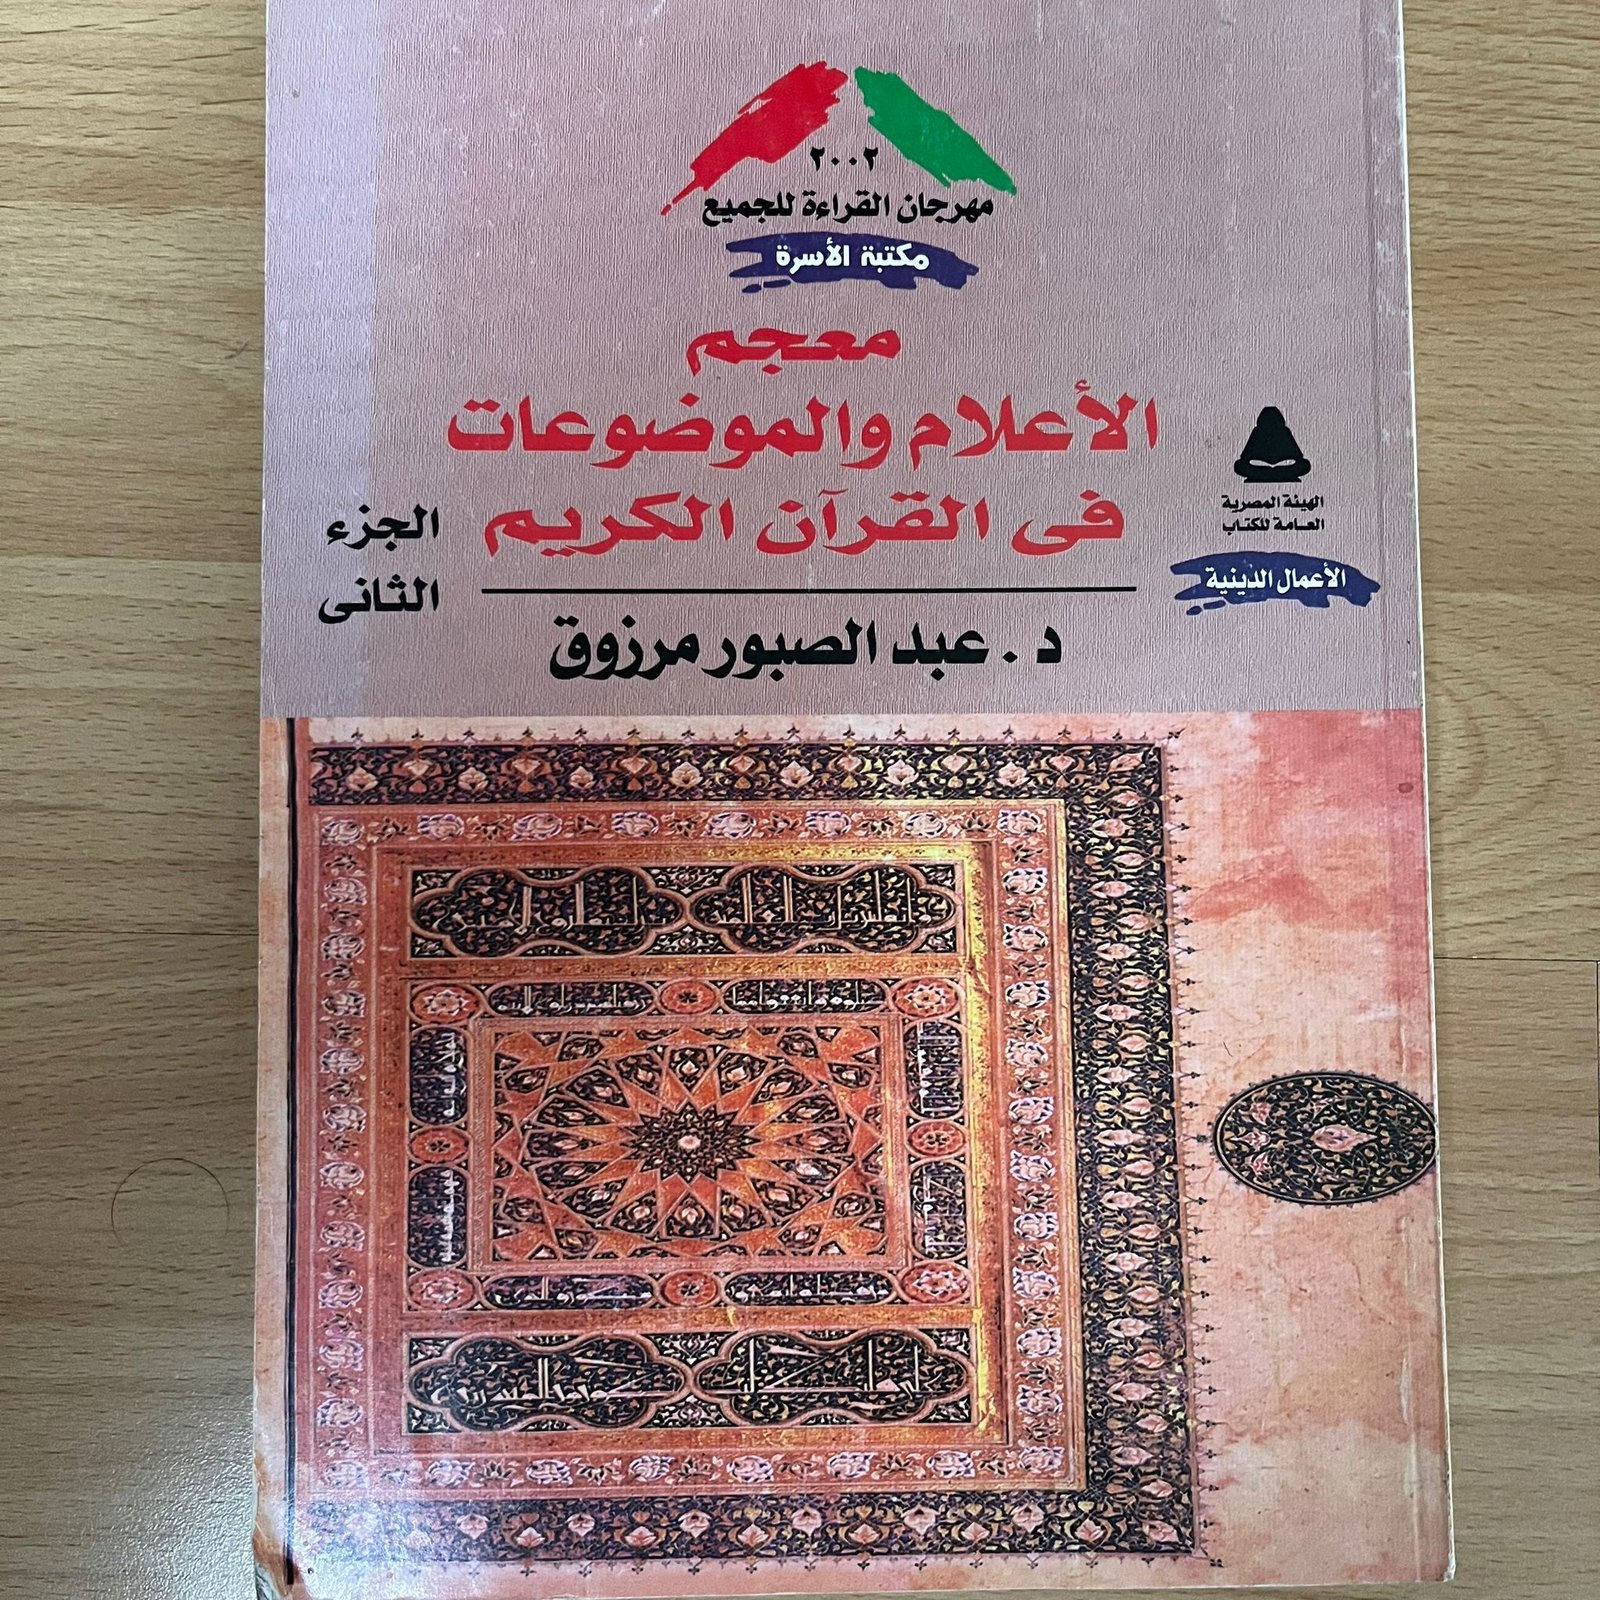 ٢٠٠٢
مهرجان القراءة للجميع
مكتبة الأسرة
معجم
الأعلام والموضوعات
فى القرآن الكريم
الجزء
الثانى
د. عبد الصبور مرزوق
الهيئة المصرية
العامة للكتاب
الأعمال الدينية